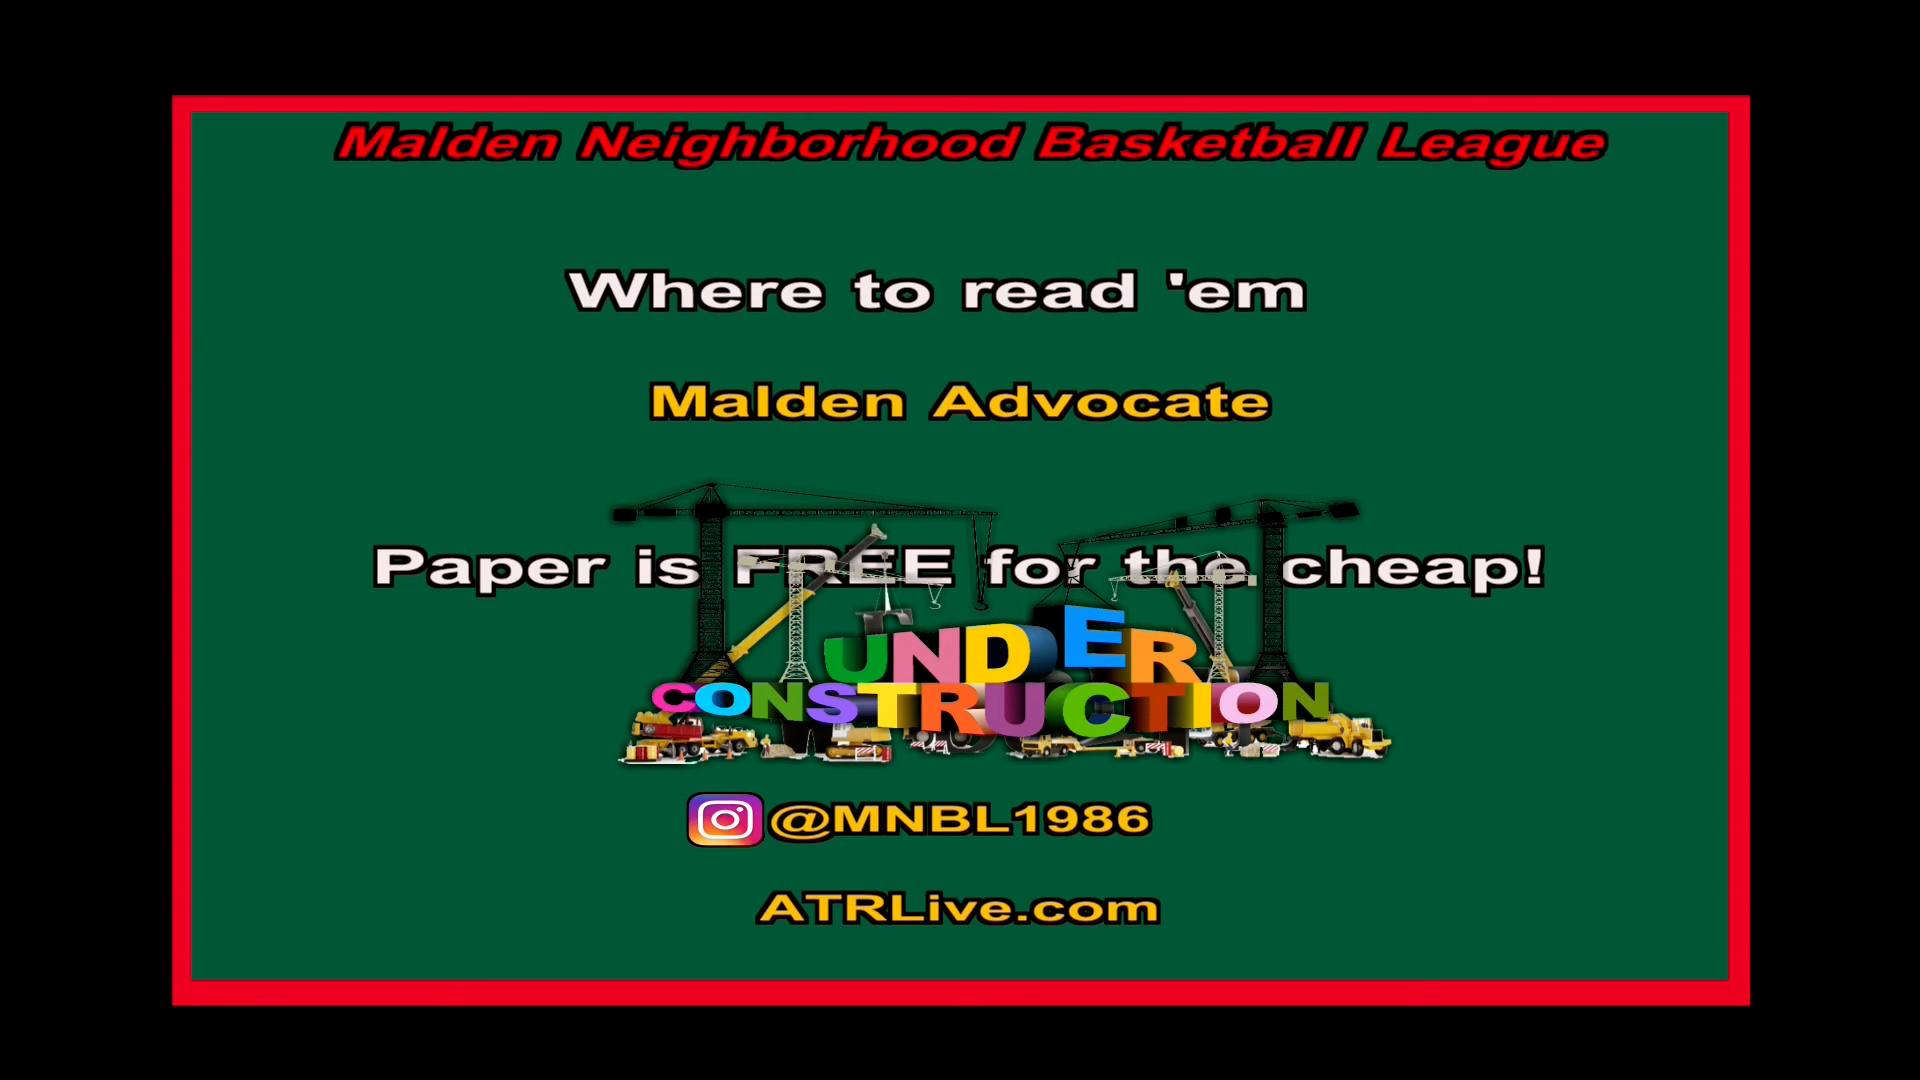 Malden Neighborhood Basketball League
Where to read 'em
Malden Advocate
Paper is FREE for the cheap!
UNDER
CONSTRUCTION
@MNBL1986
ATRLive.com